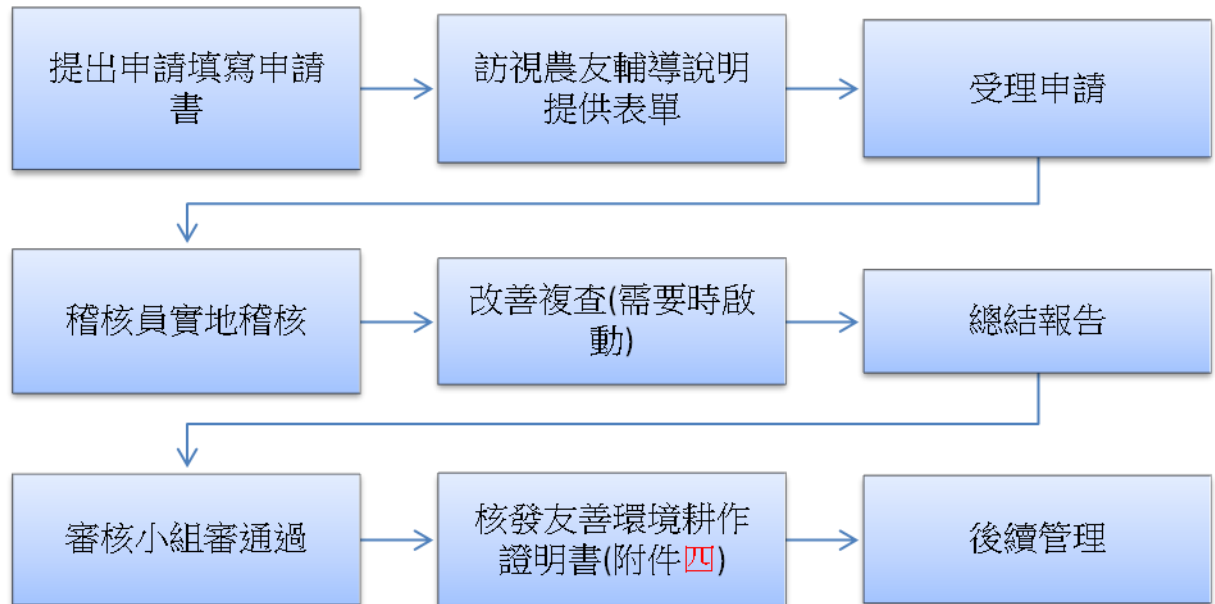 提出申請填寫申請
書
訪視農友輔導說明
提供表單
受理申請
稽核員實地稽核
改善複查(需要時啟
動)
總結報告
審核小組審通過
核發友善環境耕作
證明書(附件四)
後續管理